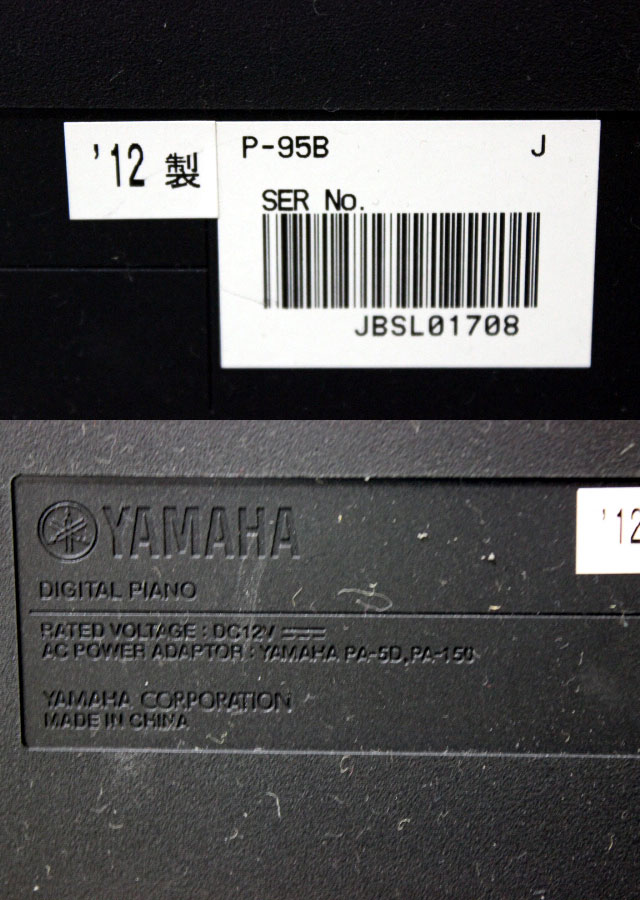 '12 製
P-95B J
SER No.
JBSL01708
YAMAHA
'12
DIGITAL PIANO
RATED VOLTAGE : DC12V ⎓
AC POWER ADAPTOR : YAMAHA PA-5D, PA-150
YAMAHA CORPORATION
MADE IN CHINA